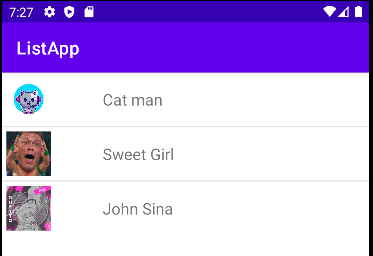 7:27
ListApp
Cat man
Sweet Girl
John Sina